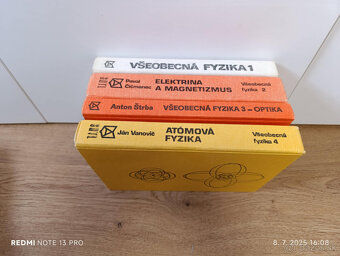 VŠEOBECNÁ FYZIKA 1
Pavel
Čičmanec
ELEKTRINA
A MAGNETIZMUS
Všeobecná
fyzika 2
Anton Štrba
VŠEOBECNÁ FYZIKA 3 – OPTIKA
Ján Vanovič
ATÓMOVÁ
FYZIKA
Všeobecná
fyzika 4
REDMI NOTE 13 PRO
8. 7. 2025 16:08